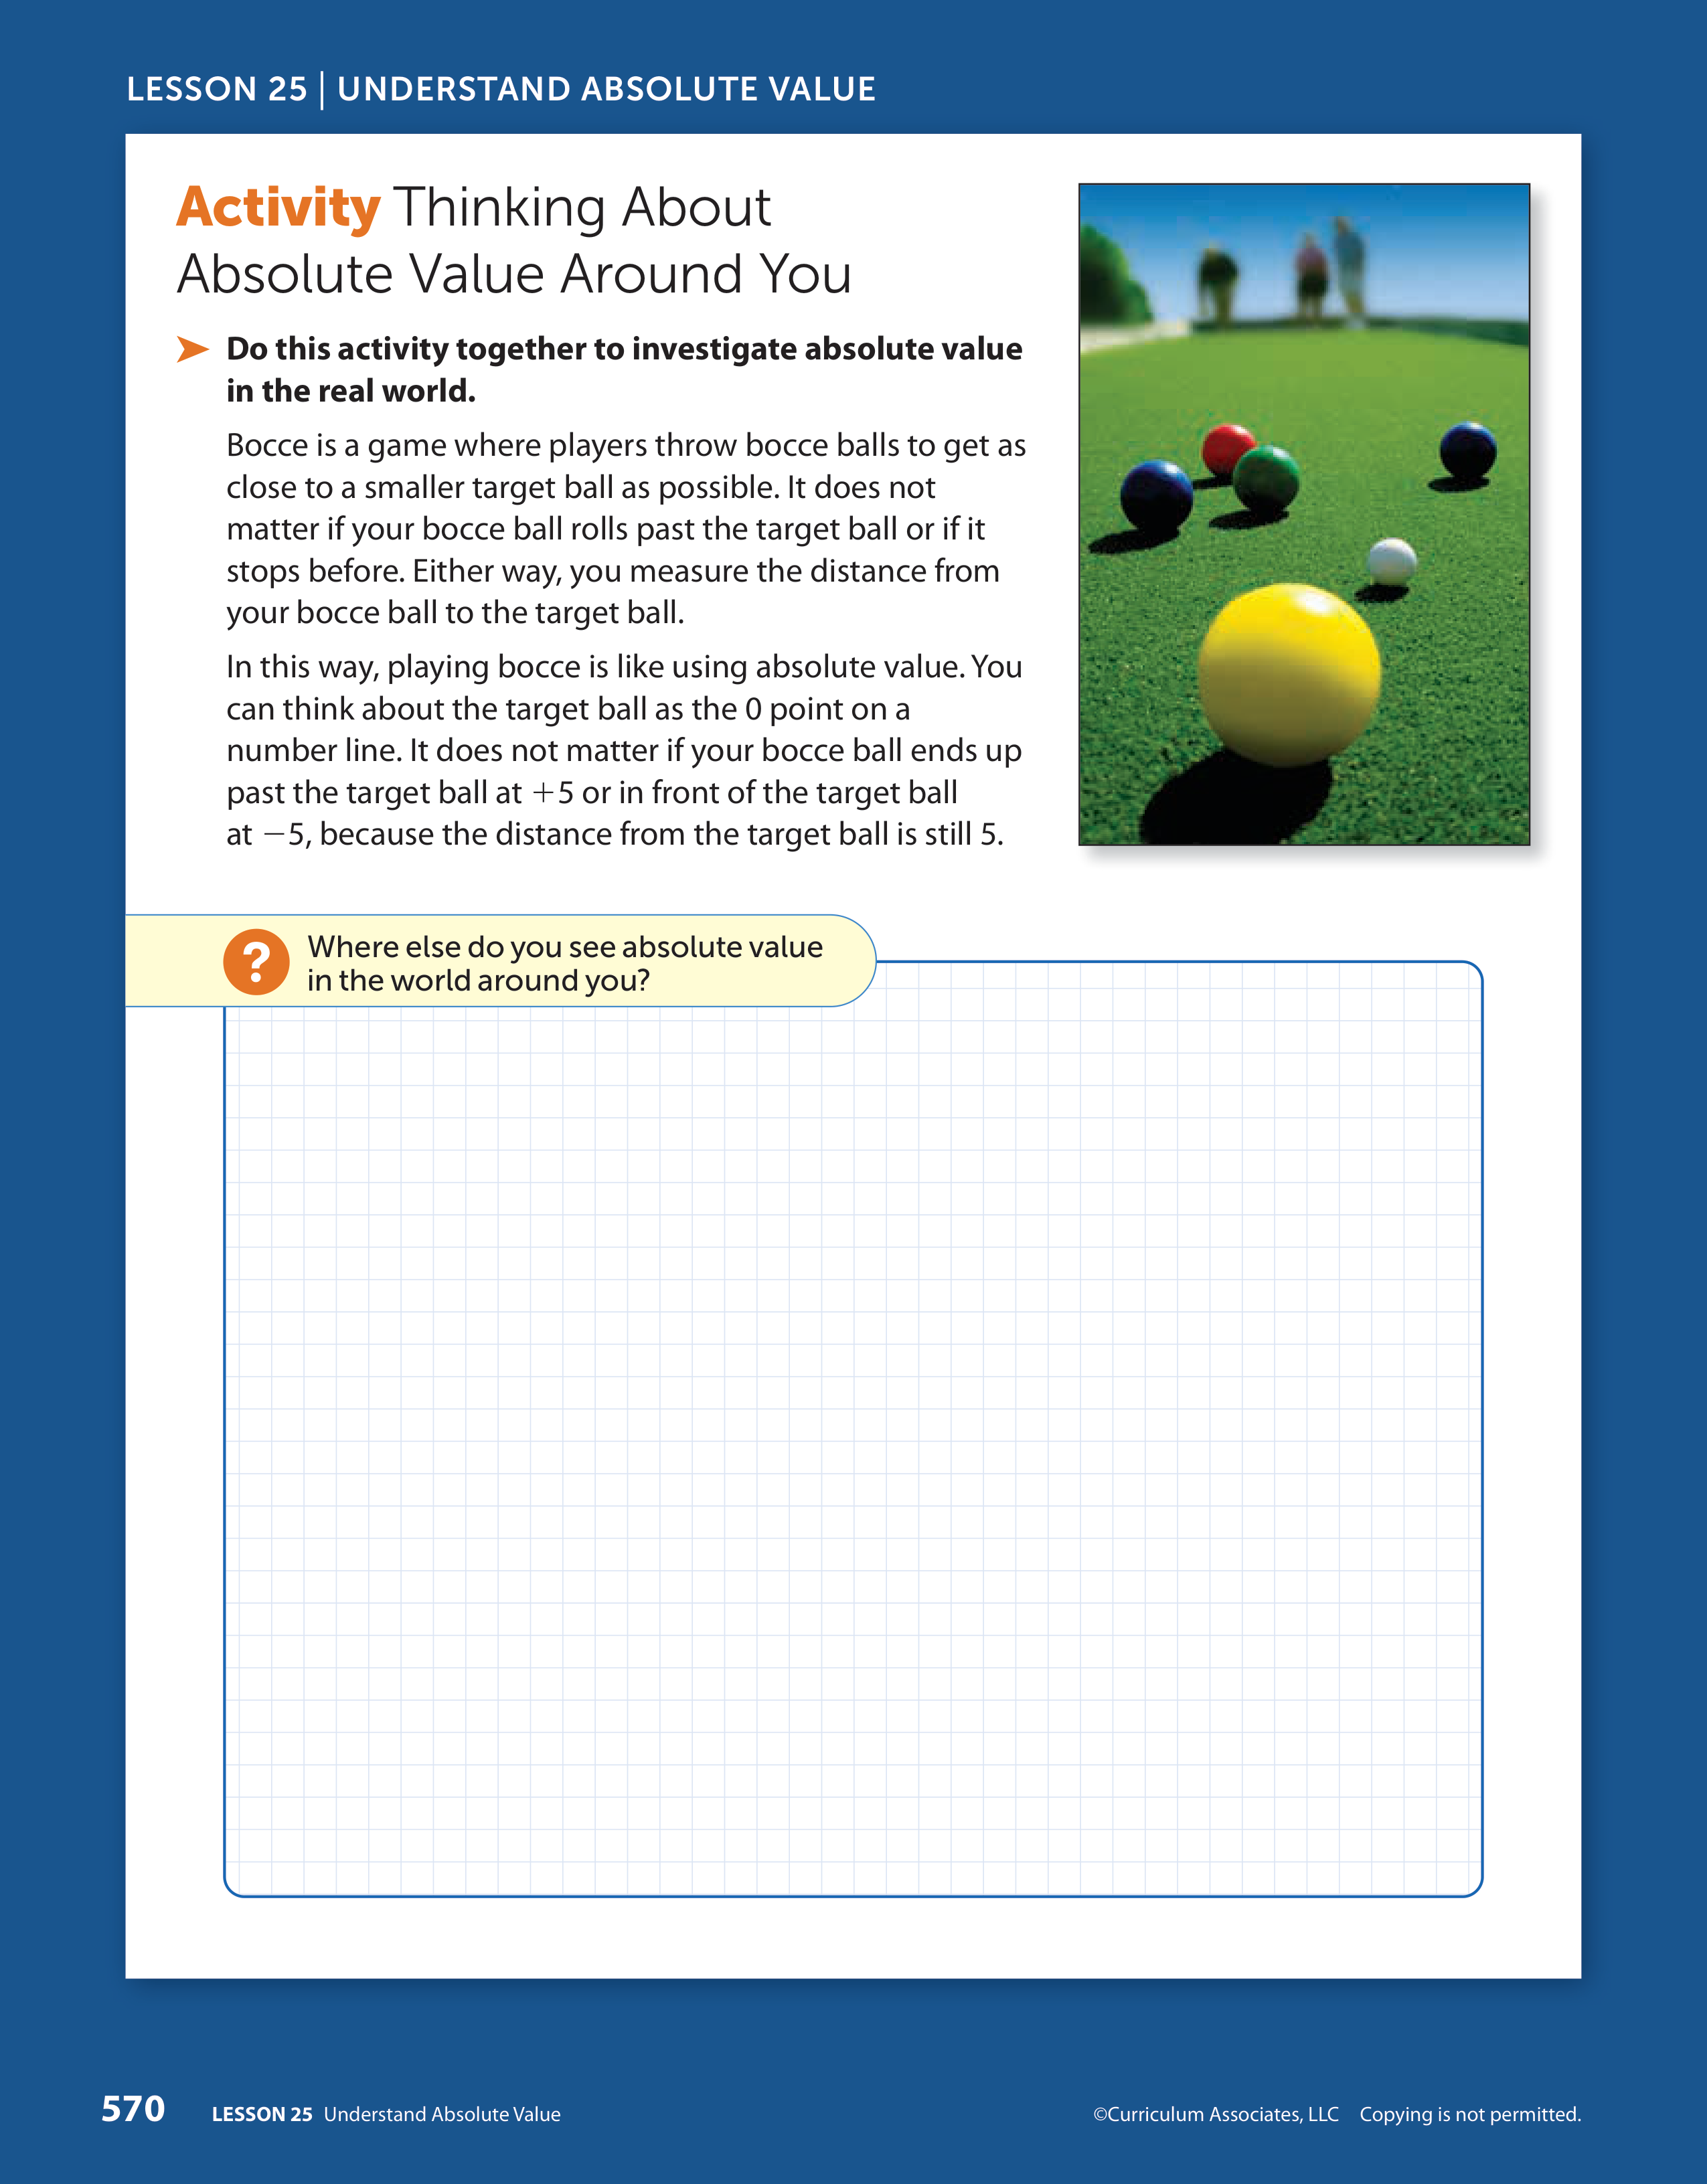 LESSON 25 | UNDERSTAND ABSOLUTE VALUE
Activity Thinking About
Absolute Value Around You
Do this activity together to investigate absolute value
in the real world.
Bocce is a game where players throw bocce balls to get as
close to a smaller target ball as possible. It does not
matter if your bocce ball rolls past the target ball or if it
stops before. Either way, you measure the distance from
your bocce ball to the target ball.
In this way, playing bocce is like using absolute value. You
can think about the target ball as the 0 point on a
number line. It does not matter if your bocce ball ends up
past the target ball at +5 or in front of the target ball
at −5, because the distance from the target ball is still 5.
? Where else do you see absolute value
in the world around you?
570 LESSON 25 Understand Absolute Value ©Curriculum Associates, LLC Copying is not permitted.